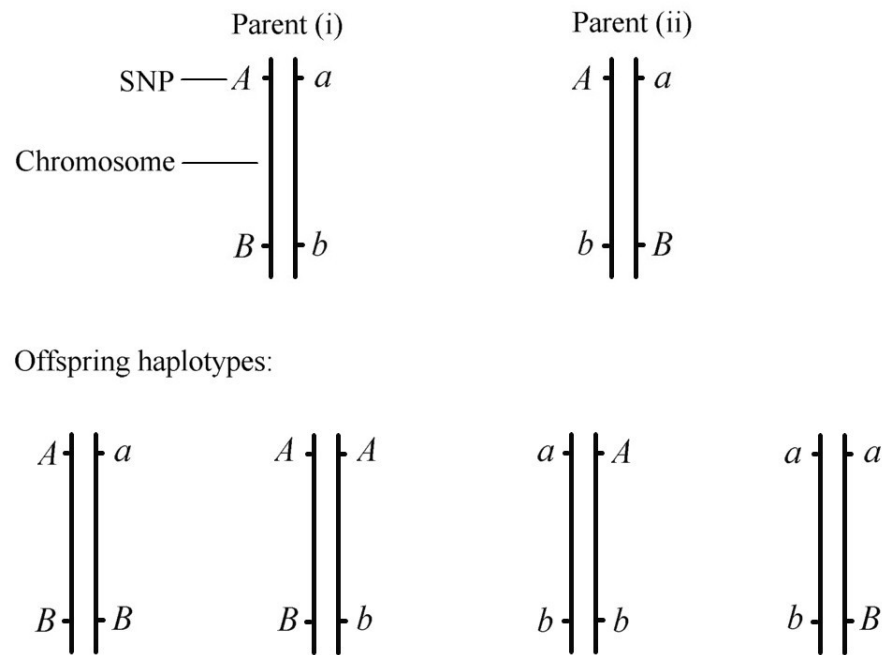 Parent (i) Parent (ii)
SNP A a A a
Chromosome
B b b B
Offspring haplotypes:
A a A A a A a a
B B B b b b b B